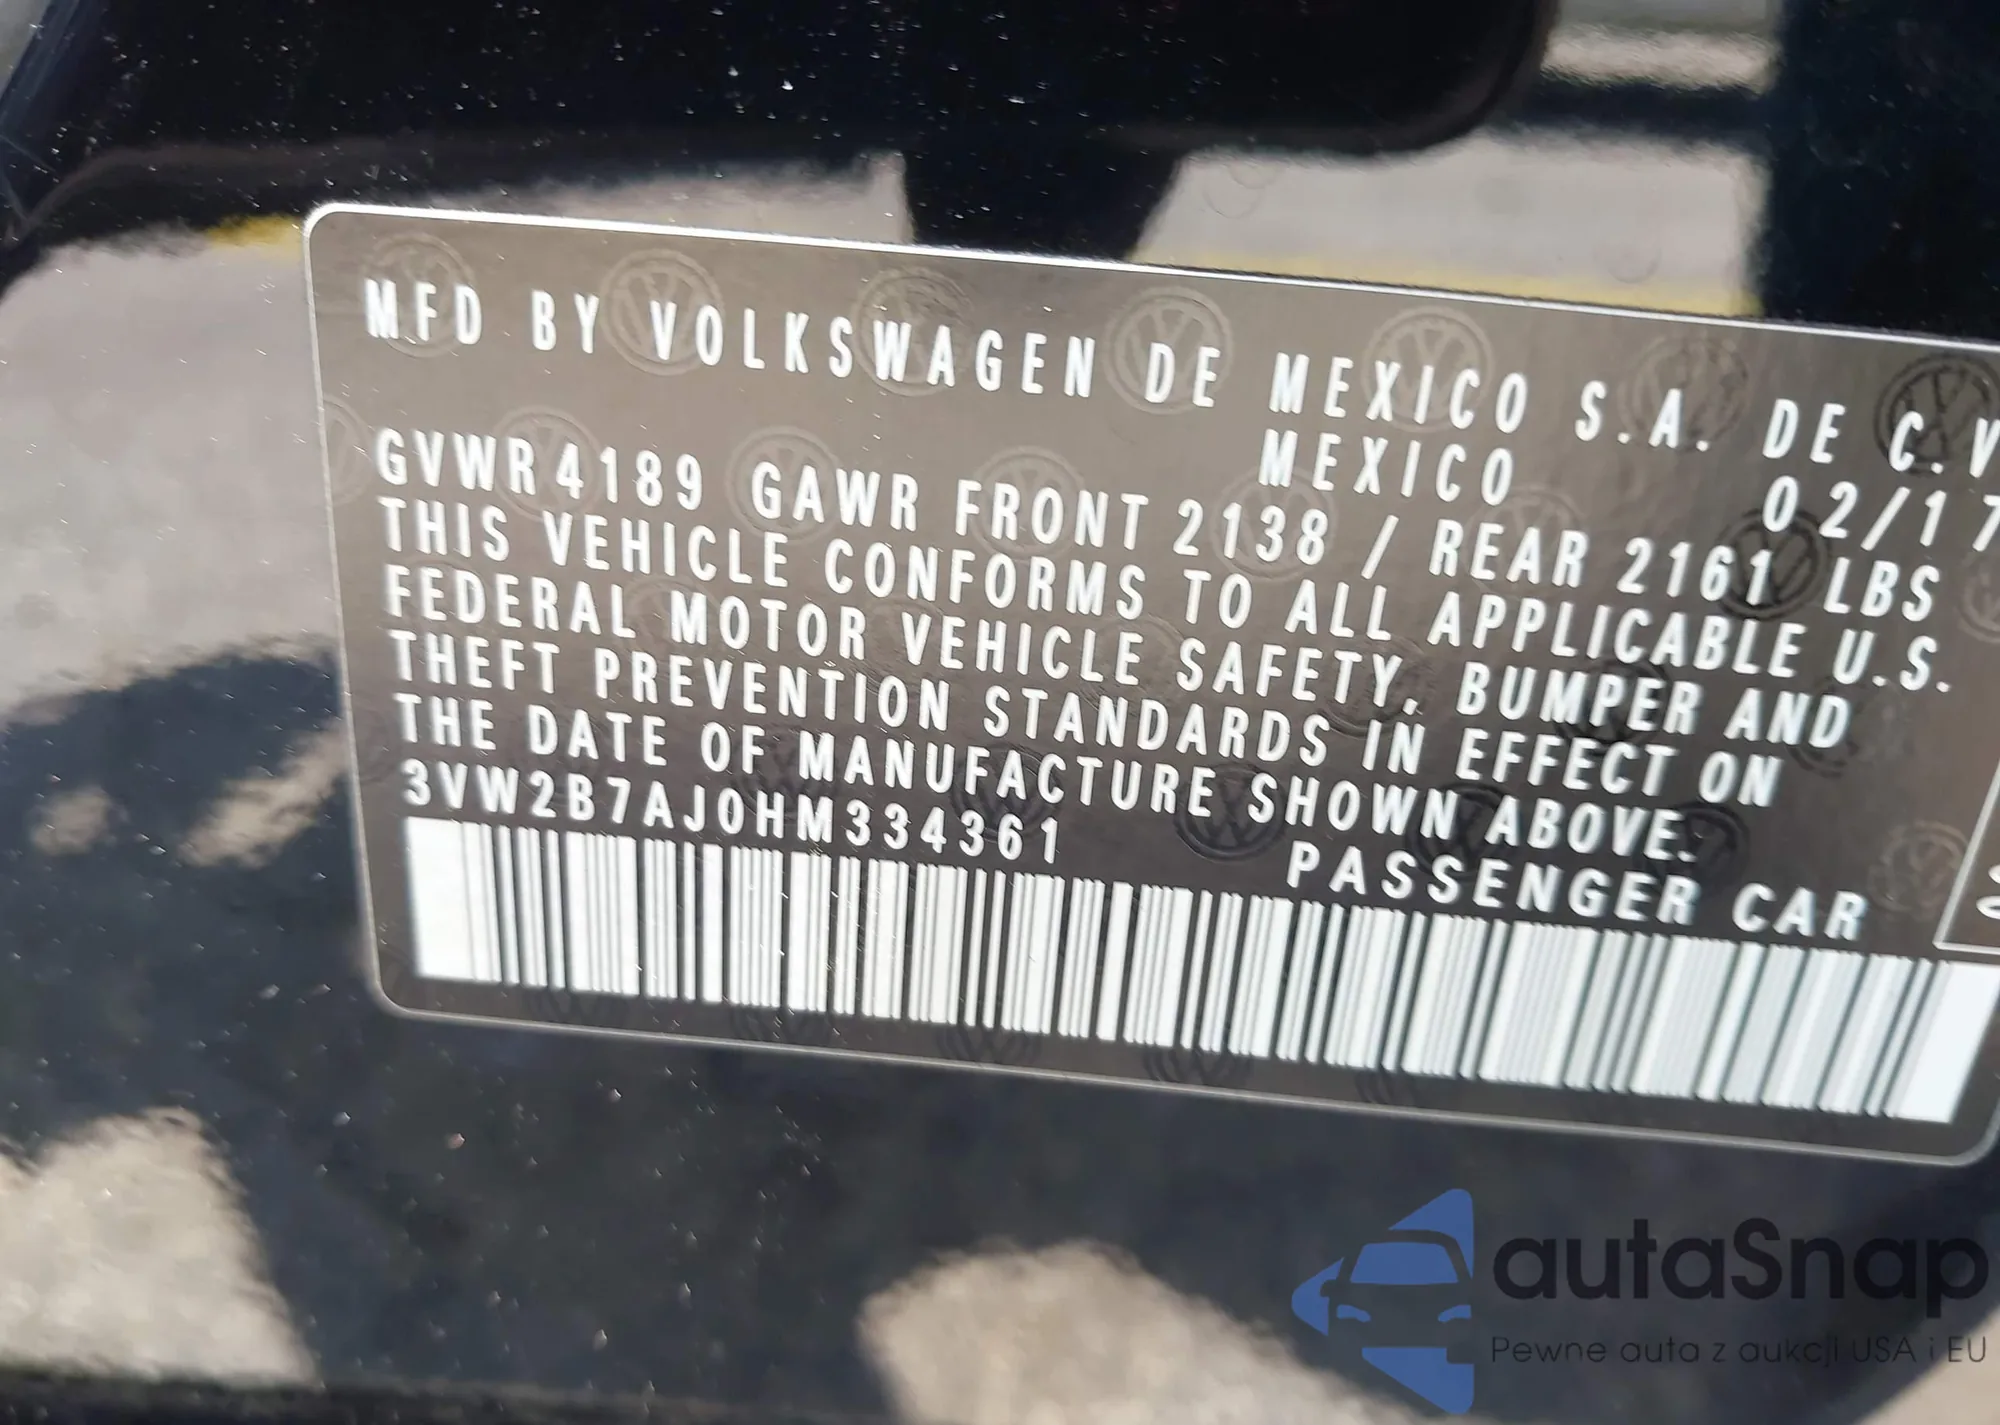 MFD BY VOLKSWAGEN DE MEXICO S.A. DE C.V
MEXICO 02/17
GVWR 4189 GAWR FRONT 2138 / REAR 2161 LBS
THIS VEHICLE CONFORMS TO ALL APPLICABLE U.S.
FEDERAL MOTOR VEHICLE SAFETY, BUMPER AND
THEFT PREVENTION STANDARDS IN EFFECT ON
THE DATE OF MANUFACTURE SHOWN ABOVE.
3VW2B7AJ0HM334361 PASSENGER CAR
autaSnap
Pewne auta z aukcji USA i EU